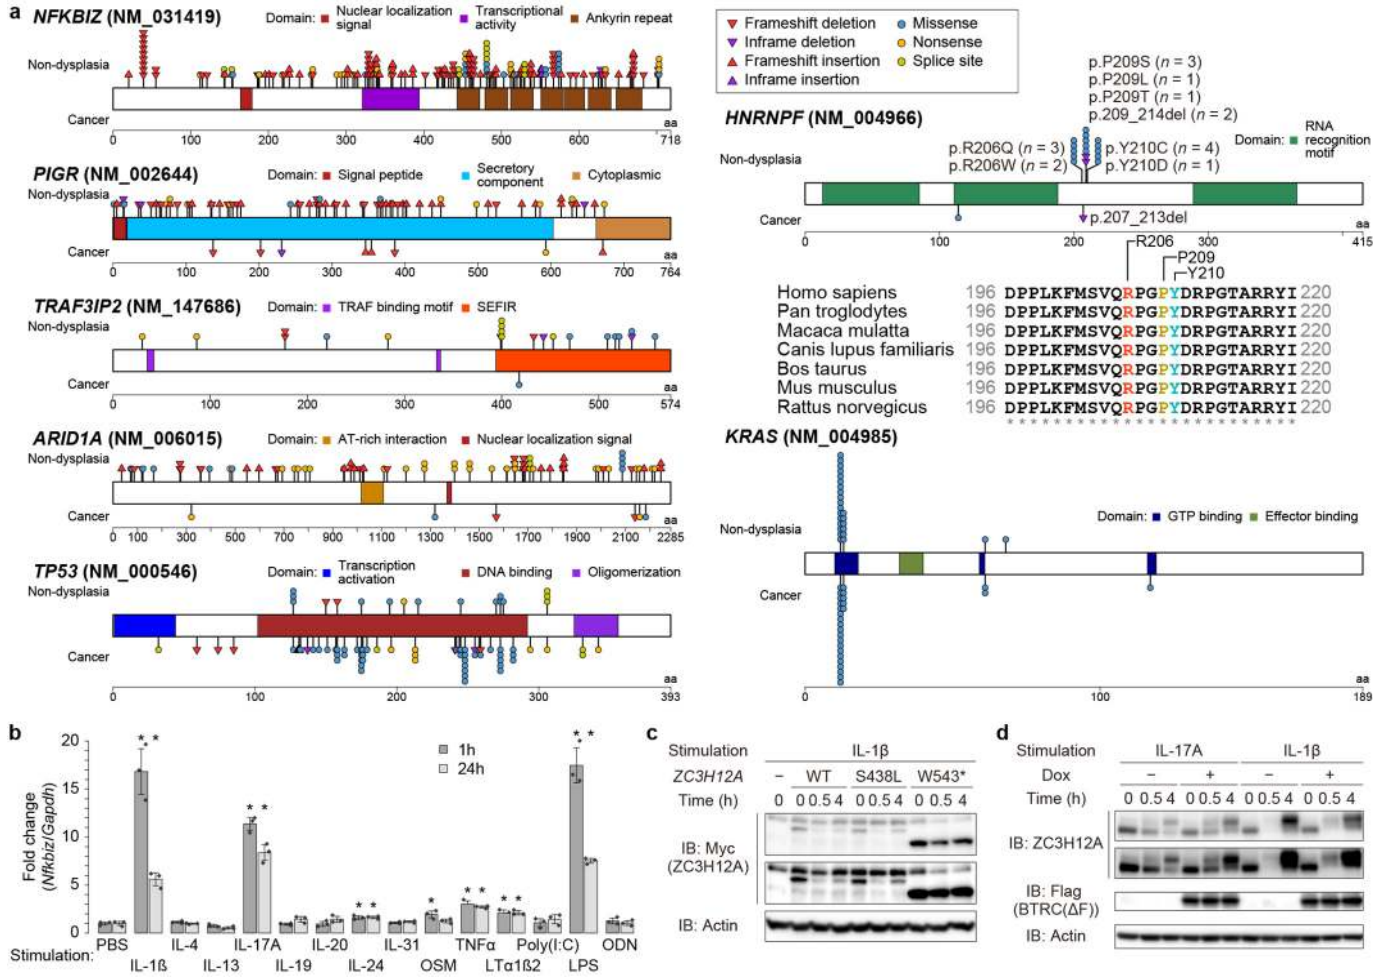 a
NFKBIZ (NM_031419)
Domain: Nuclear localization signal Transcriptional activity Ankyrin repeat
Non-dysplasia
Cancer
aa
0 100 200 300 400 500 600 718
PIGR (NM_002644)
Domain: Signal peptide Secretory component Cytoplasmic
Non-dysplasia
Cancer
aa
0 100 200 300 400 500 600 700 764
TRAF3IP2 (NM_147686)
Domain: TRAF binding motif SEFIR
Non-dysplasia
Cancer
aa
0 100 200 300 400 500 574
ARID1A (NM_006015)
Domain: AT-rich interaction Nuclear localization signal
Non-dysplasia
Cancer
aa
0 100 300 500 700 900 1100 1300 1500 1700 1900 2100 2285
TP53 (NM_000546)
Domain: Transcription activation DNA binding Oligomerization
Non-dysplasia
Cancer
aa
0 100 200 300 393
Frameshift deletion Missense
Inframe deletion Nonsense
Frameshift insertion Splice site
Inframe insertion
HNRNPF (NM_004966)
p.P209S (n = 3)
p.P209L (n = 1)
p.P209T (n = 1)
p.209_214del (n = 2)
Domain: RNA recognition motif
p.R206Q (n = 3) p.Y210C (n = 4)
p.R206W (n = 2) p.Y210D (n = 1)
Non-dysplasia
Cancer
p.207_213del
aa
0 100 200 300 415
R206
P209
Y210
Homo sapiens 196 DPPLKFMSVQRPGPYDRPGTARRYI 220
Pan troglodytes 196 DPPLKFMSVQRPGPYDRPGTARRYI 220
Macaca mulatta 196 DPPLKFMSVQRPGPYDRPGTARRYI 220
Canis lupus familiaris 196 DPPLKFMSVQRPGPYDRPGTARRYI 220
Bos taurus 196 DPPLKFMSVQRPGPYDRPGTARRYI 220
Mus musculus 196 DPPLKFMSVQRPGPYDRPGTARRYI 220
Rattus norvegicus 196 DPPLKFMSVQRPGPYDRPGTARRYI 220
*************************
KRAS (NM_004985)
Domain: GTP binding Effector binding
Non-dysplasia
Cancer
aa
0 100 189
b
Fold change
(Nfkbiz/Gapdh)
20
15
10
5
0
1h
24h
* * * * * * * * * * * * *
PBS IL-4 IL-17A IL-20 IL-31 TNFα Poly(I:C) ODN
Stimulation: IL-1ß IL-13 IL-19 IL-24 OSM LTα1ß2 LPS
c
Stimulation IL-1β
ZC3H12A – WT S438L W543*
Time (h) 0 0 0.5 4 0 0.5 4 0 0.5 4
IB: Myc
(ZC3H12A)
IB: Actin
d
Stimulation IL-17A IL-1β
Dox – + – +
Time (h) 0 0.5 4 0 0.5 4 0 0.5 4 0 0.5 4
IB: ZC3H12A
IB: Flag
(BTRC(ΔF))
IB: Actin